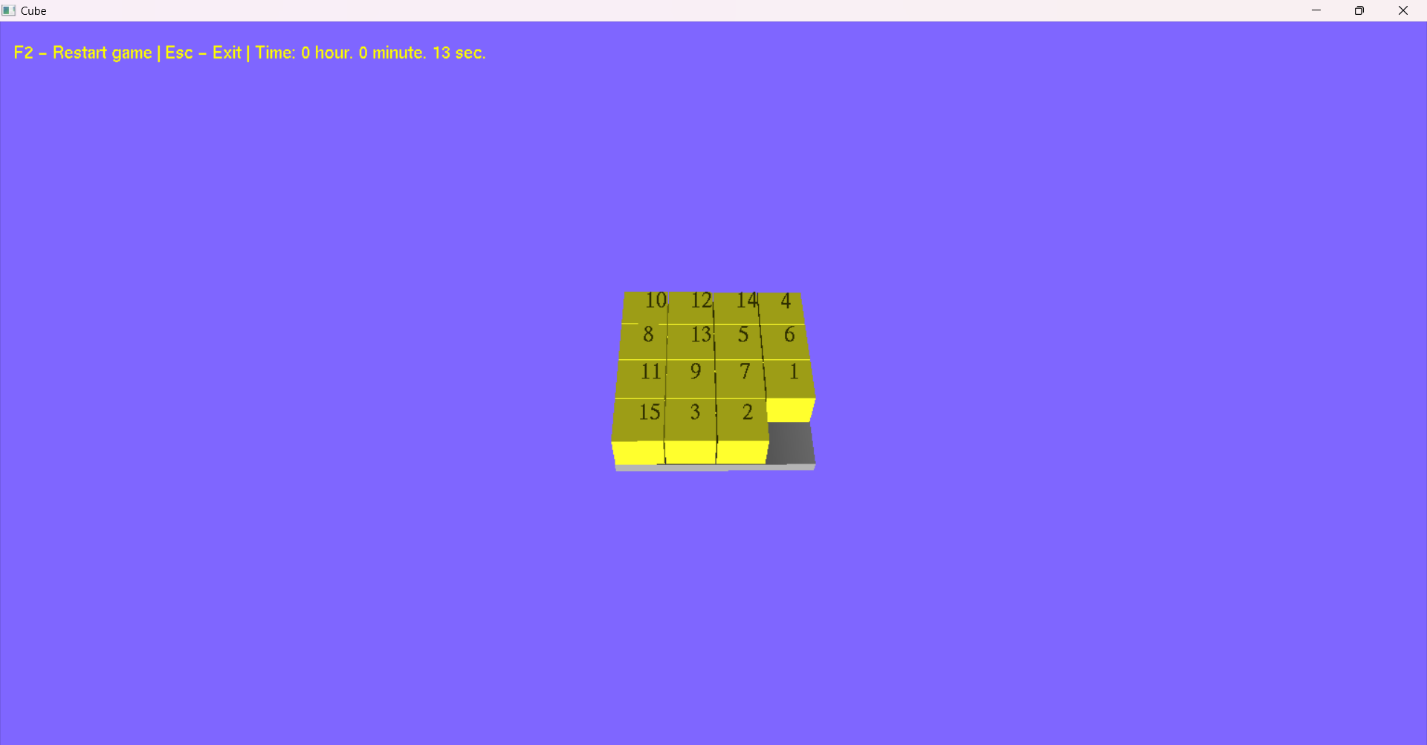 Cube
F2 - Restart game | Esc - Exit | Time: 0 hour. 0 minute. 13 sec.
10 12 14 4
8 13 5 6
11 9 7 1
15 3 2